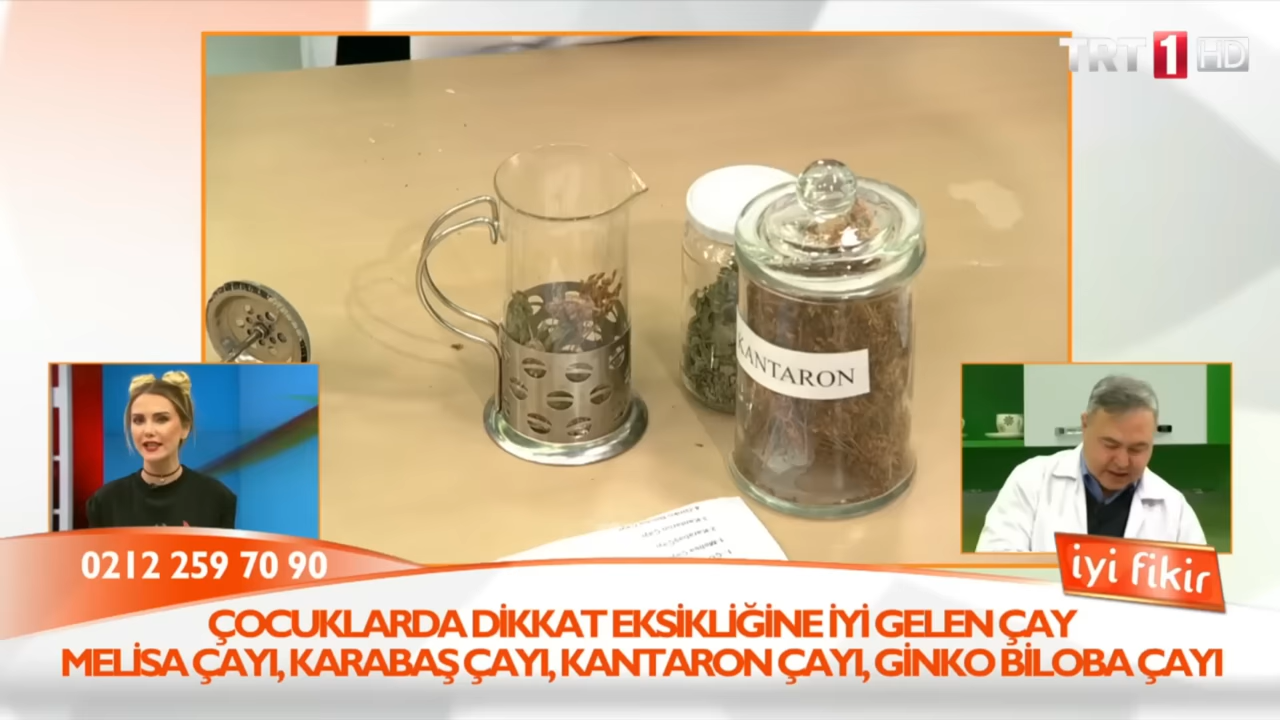 TRT 1 HD
KANTARON
0212 259 70 90
iyi fikir
ÇOCUKLARDA DİKKAT EKSİKLİĞİNE İYİ GELEN ÇAY
MELİSA ÇAYI, KARABAŞ ÇAYI, KANTARON ÇAYI, GİNKO BİLOBA ÇAYI